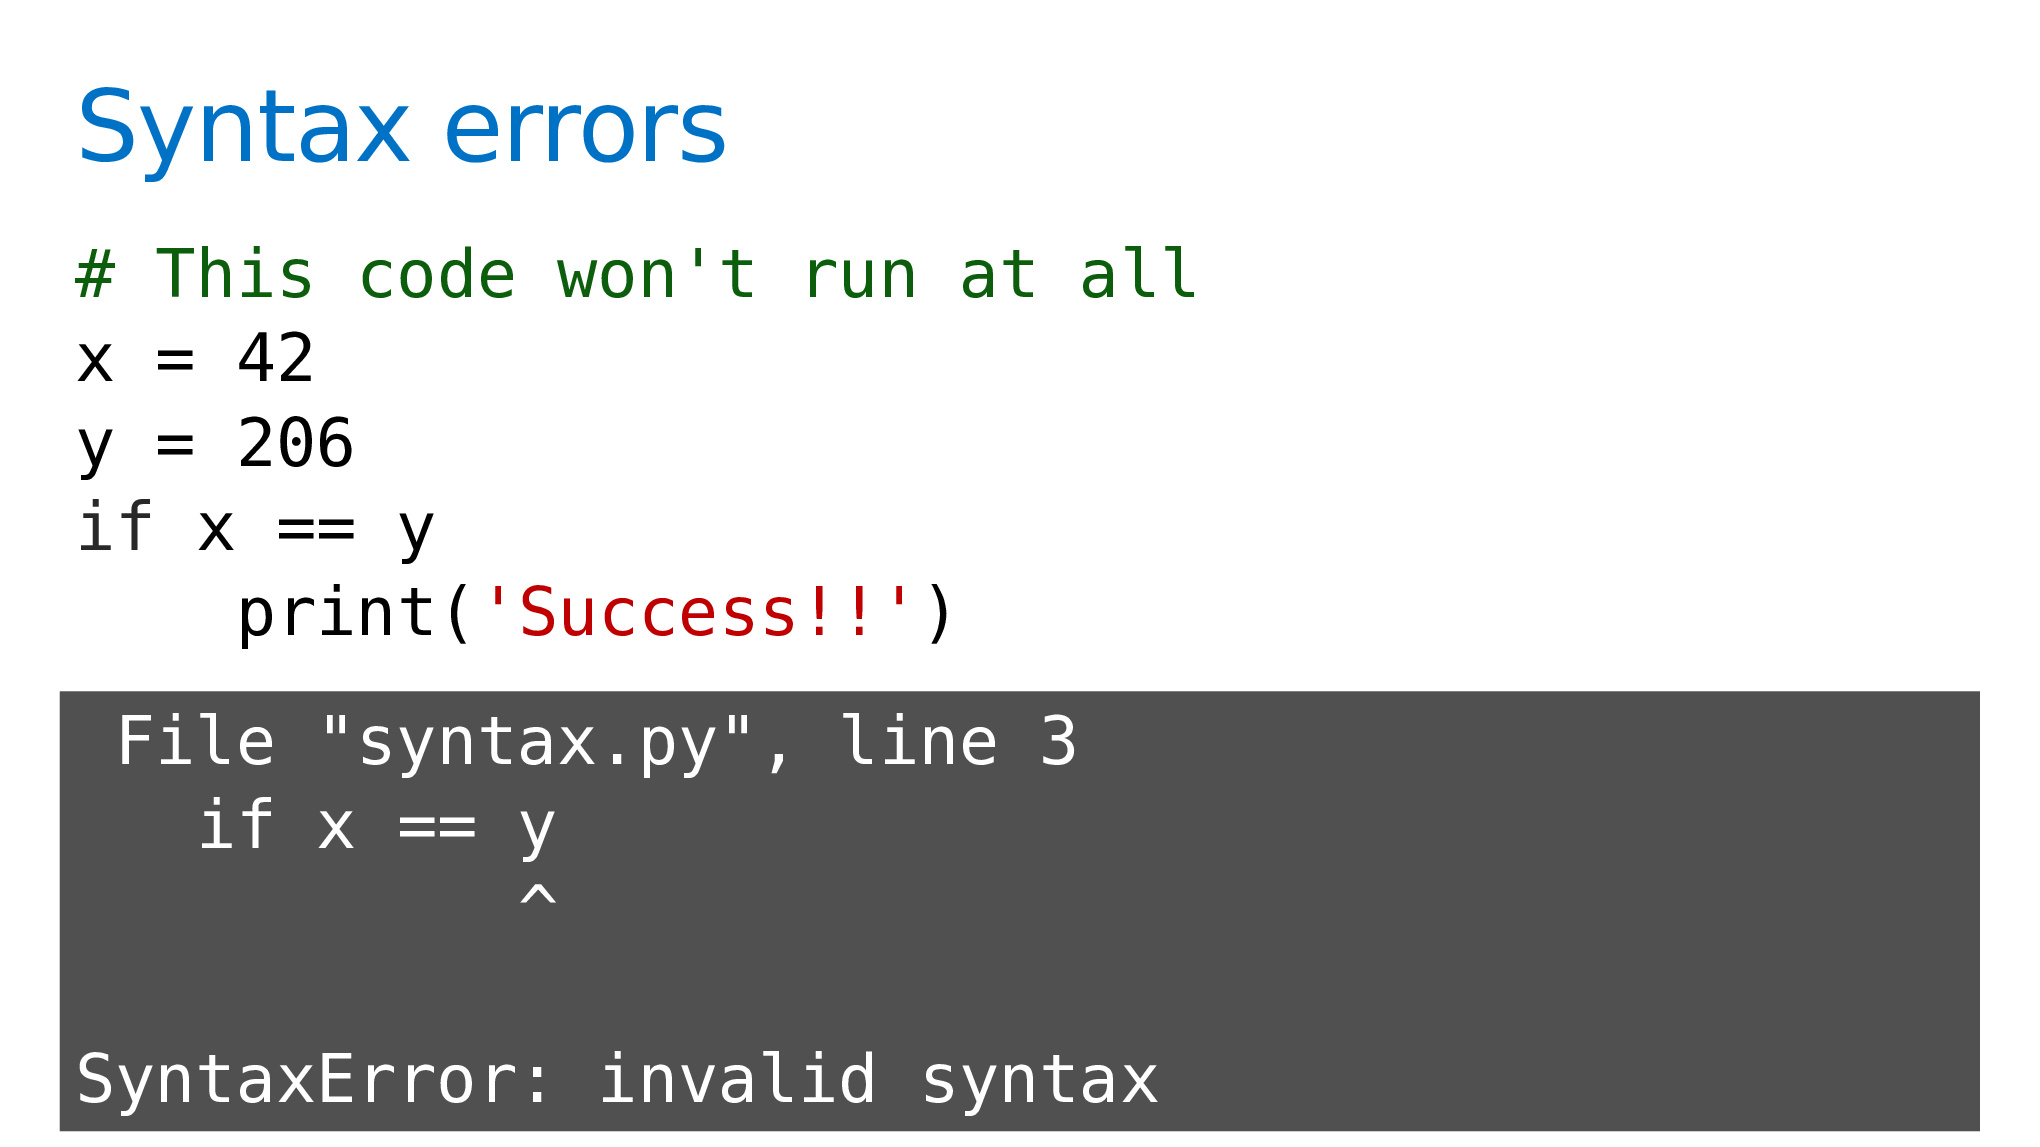 Syntax errors
# This code won't run at all
x = 42
y = 206
if x == y
    print('Success!!')
 File "syntax.py", line 3
   if x == y
           ^
SyntaxError: invalid syntax